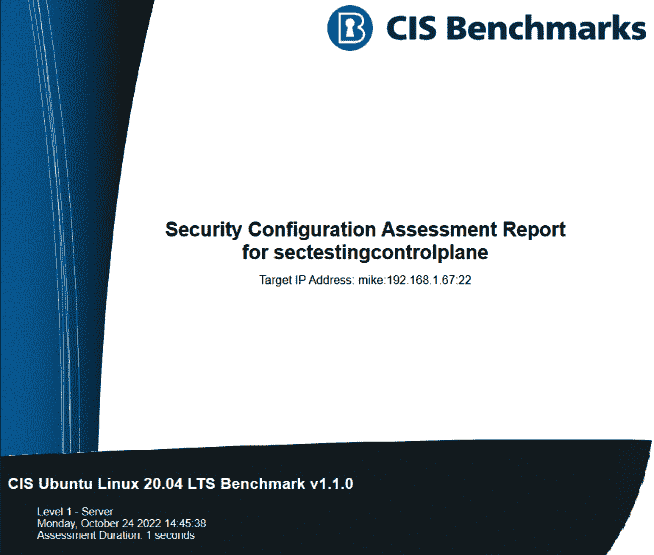 CIS Benchmarks
Security Configuration Assessment Report
for sectestingcontrolplane
Target IP Address: mike:192.168.1.67:22
CIS Ubuntu Linux 20.04 LTS Benchmark v1.1.0
Level 1 - Server
Monday, October 24 2022 14:45:38
Assessment Duration: 1 seconds